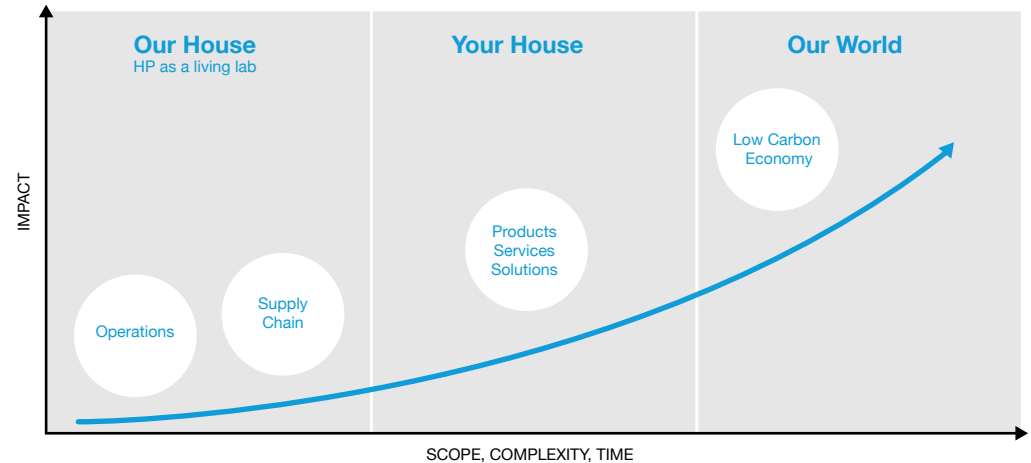 Our House
HP as a living lab
Your House
Our World
Low Carbon
Economy
Products
Services
Solutions
Supply
Chain
Operations
IMPACT
SCOPE, COMPLEXITY, TIME